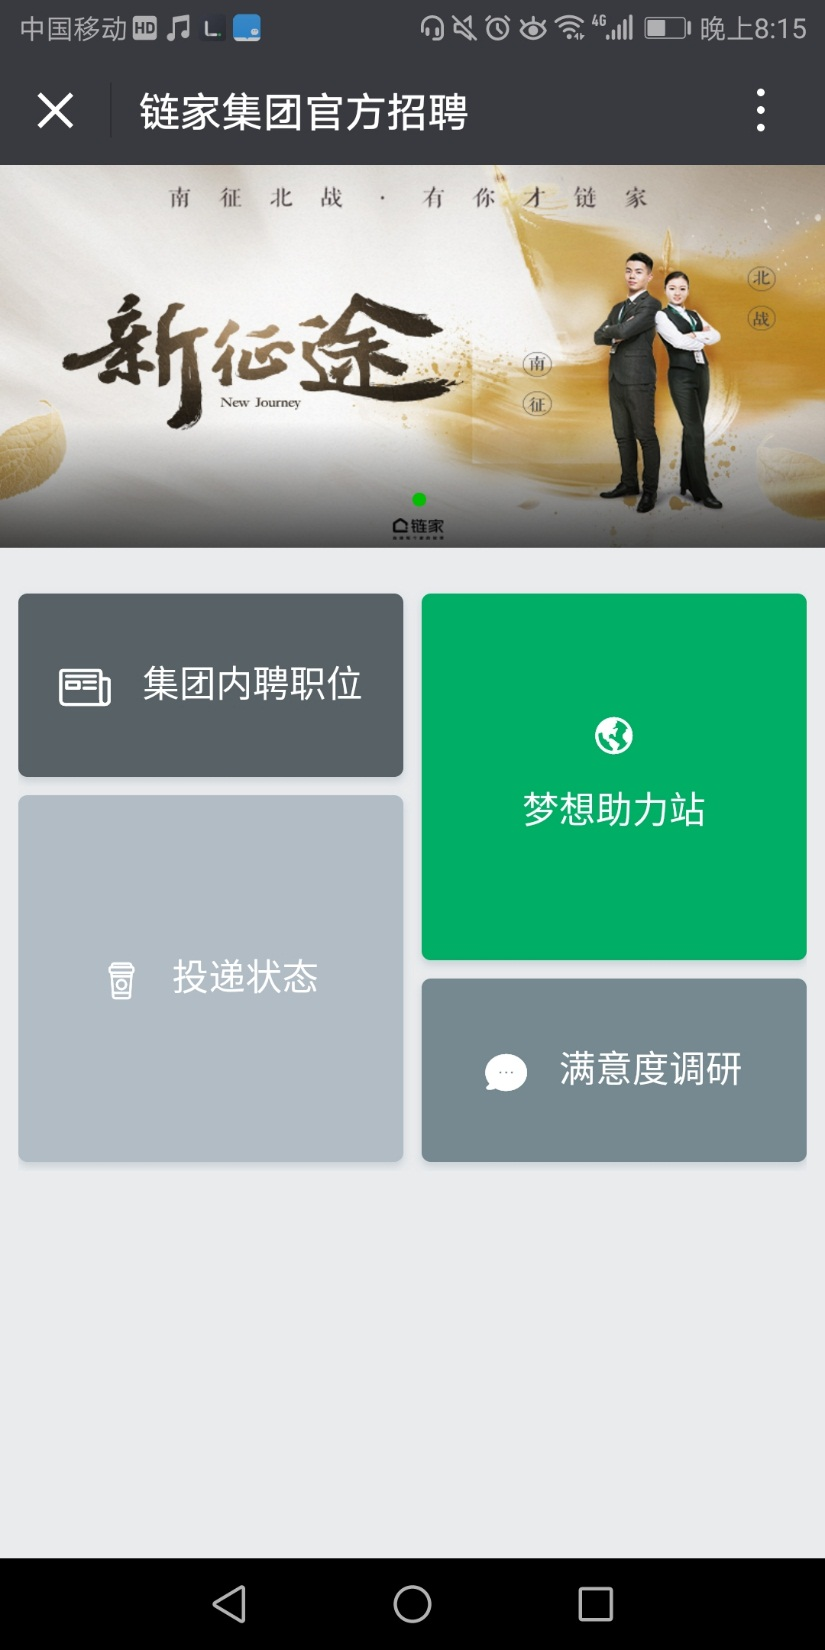 中国移动 HD 4G 晚上8:15
链家集团官方招聘
南征北战·有你才链家
新征途
New Journey
北战
南征
链家
集团内聘职位
梦想助力站
投递状态
满意度调研